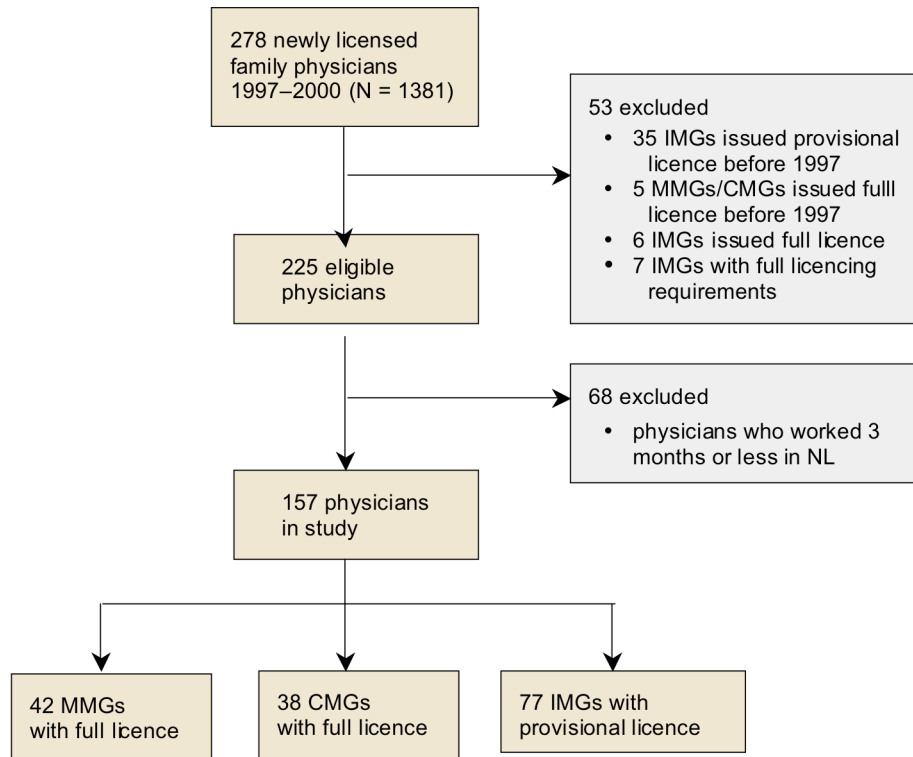 278 newly licensed
family physicians
1997–2000 (N = 1381)
53 excluded
• 35 IMGs issued provisional
licence before 1997
• 5 MMGs/CMGs issued fulll
licence before 1997
• 6 IMGs issued full licence
• 7 IMGs with full licencing
requirements
225 eligible
physicians
68 excluded
• physicians who worked 3
months or less in NL
157 physicians
in study
42 MMGs
with full licence
38 CMGs
with full licence
77 IMGs with
provisional licence